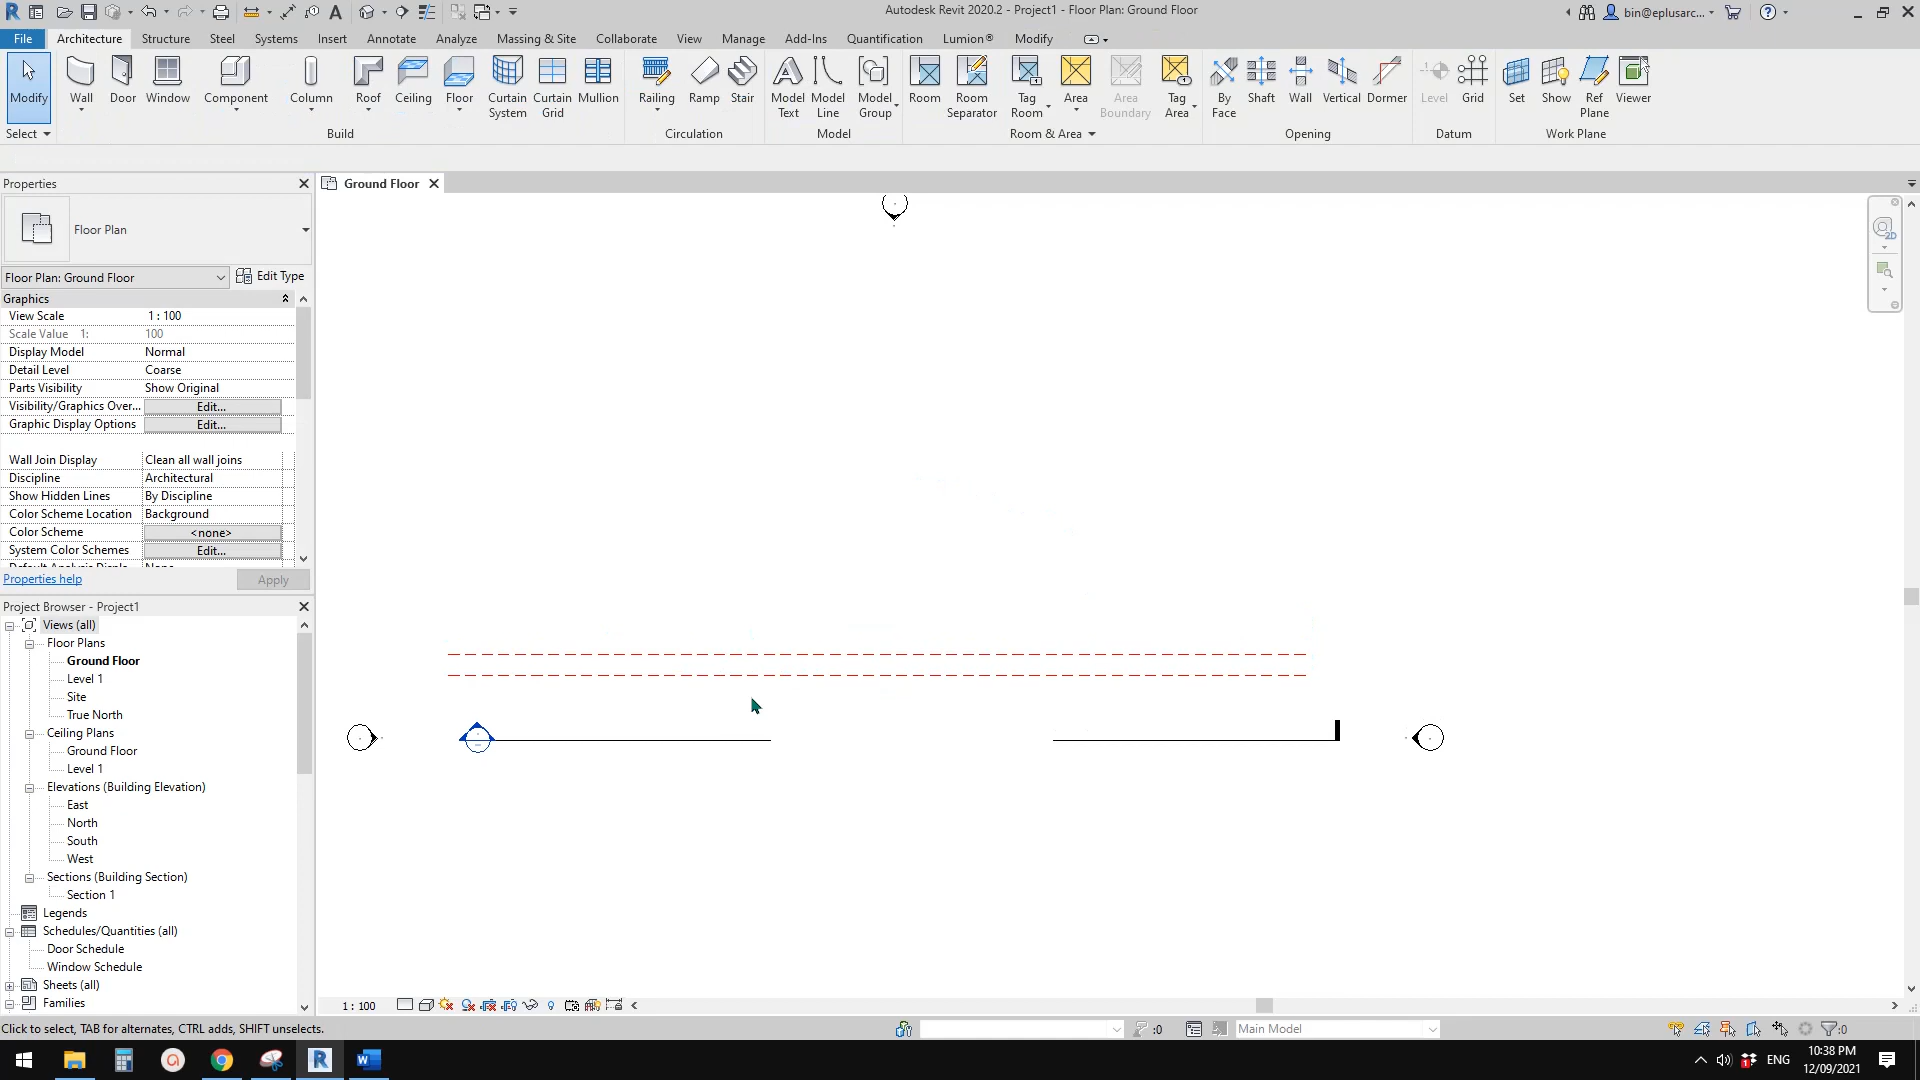 Autodesk Revit 2020.2 - Project1 - Floor Plan: Ground Floor
bin@eplusarc...
File Architecture Structure Steel Systems Insert Annotate Analyze Massing & Site Collaborate View Manage Add-Ins Quantification Lumion® Modify
Modify Wall Door Window Component Column Roof Ceiling Floor Curtain System Curtain Grid Mullion Railing Ramp Stair Model Text Model Line Model Group Room Room Separator Tag Room Area Area Boundary Tag Area By Face Shaft Wall Vertical Dormer Level Grid Set Show Ref Plane Viewer
Select Build Circulation Model Room & Area Opening Datum Work Plane
Properties
Ground Floor
Floor Plan
Floor Plan: Ground Floor Edit Type
Graphics
View Scale 1 : 100
Scale Value 1: 100
Display Model Normal
Detail Level Coarse
Parts Visibility Show Original
Visibility/Graphics Over... Edit...
Graphic Display Options Edit...
Wall Join Display Clean all wall joins
Discipline Architectural
Show Hidden Lines By Discipline
Color Scheme Location Background
Color Scheme <none>
System Color Schemes Edit...
Properties help Apply
Project Browser - Project1
Views (all)
Floor Plans
Ground Floor
Level 1
Site
True North
Ceiling Plans
Ground Floor
Level 1
Elevations (Building Elevation)
East
North
South
West
Sections (Building Section)
Section 1
Legends
Schedules/Quantities (all)
Door Schedule
Window Schedule
Sheets (all)
Families
1 : 100
Click to select, TAB for alternates, CTRL adds, SHIFT unselects.
:0
Main Model
:0
ENG
10:38 PM
12/09/2021